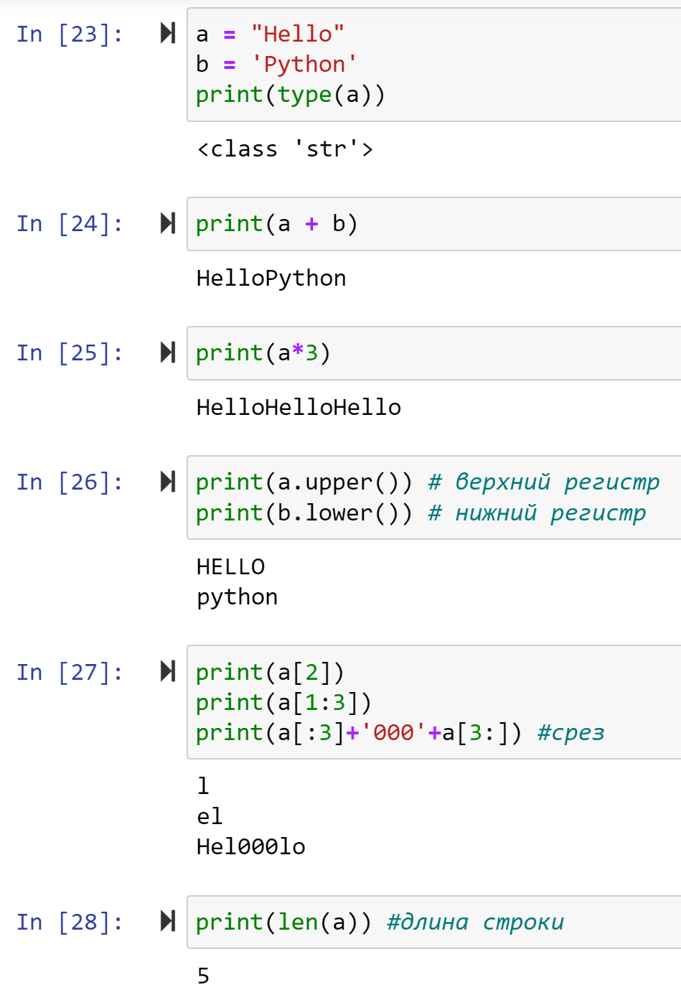 In [23]:
a = "Hello"
b = 'Python'
print(type(a))
<class 'str'>
In [24]:
print(a + b)
HelloPython
In [25]:
print(a*3)
HelloHelloHello
In [26]:
print(a.upper()) # верхний регистр
print(b.lower()) # нижний регистр
HELLO
python
In [27]:
print(a[2])
print(a[1:3])
print(a[:3]+'000'+a[3:]) #срез
l
el
Hel000lo
In [28]:
print(len(a)) #длина строки
5